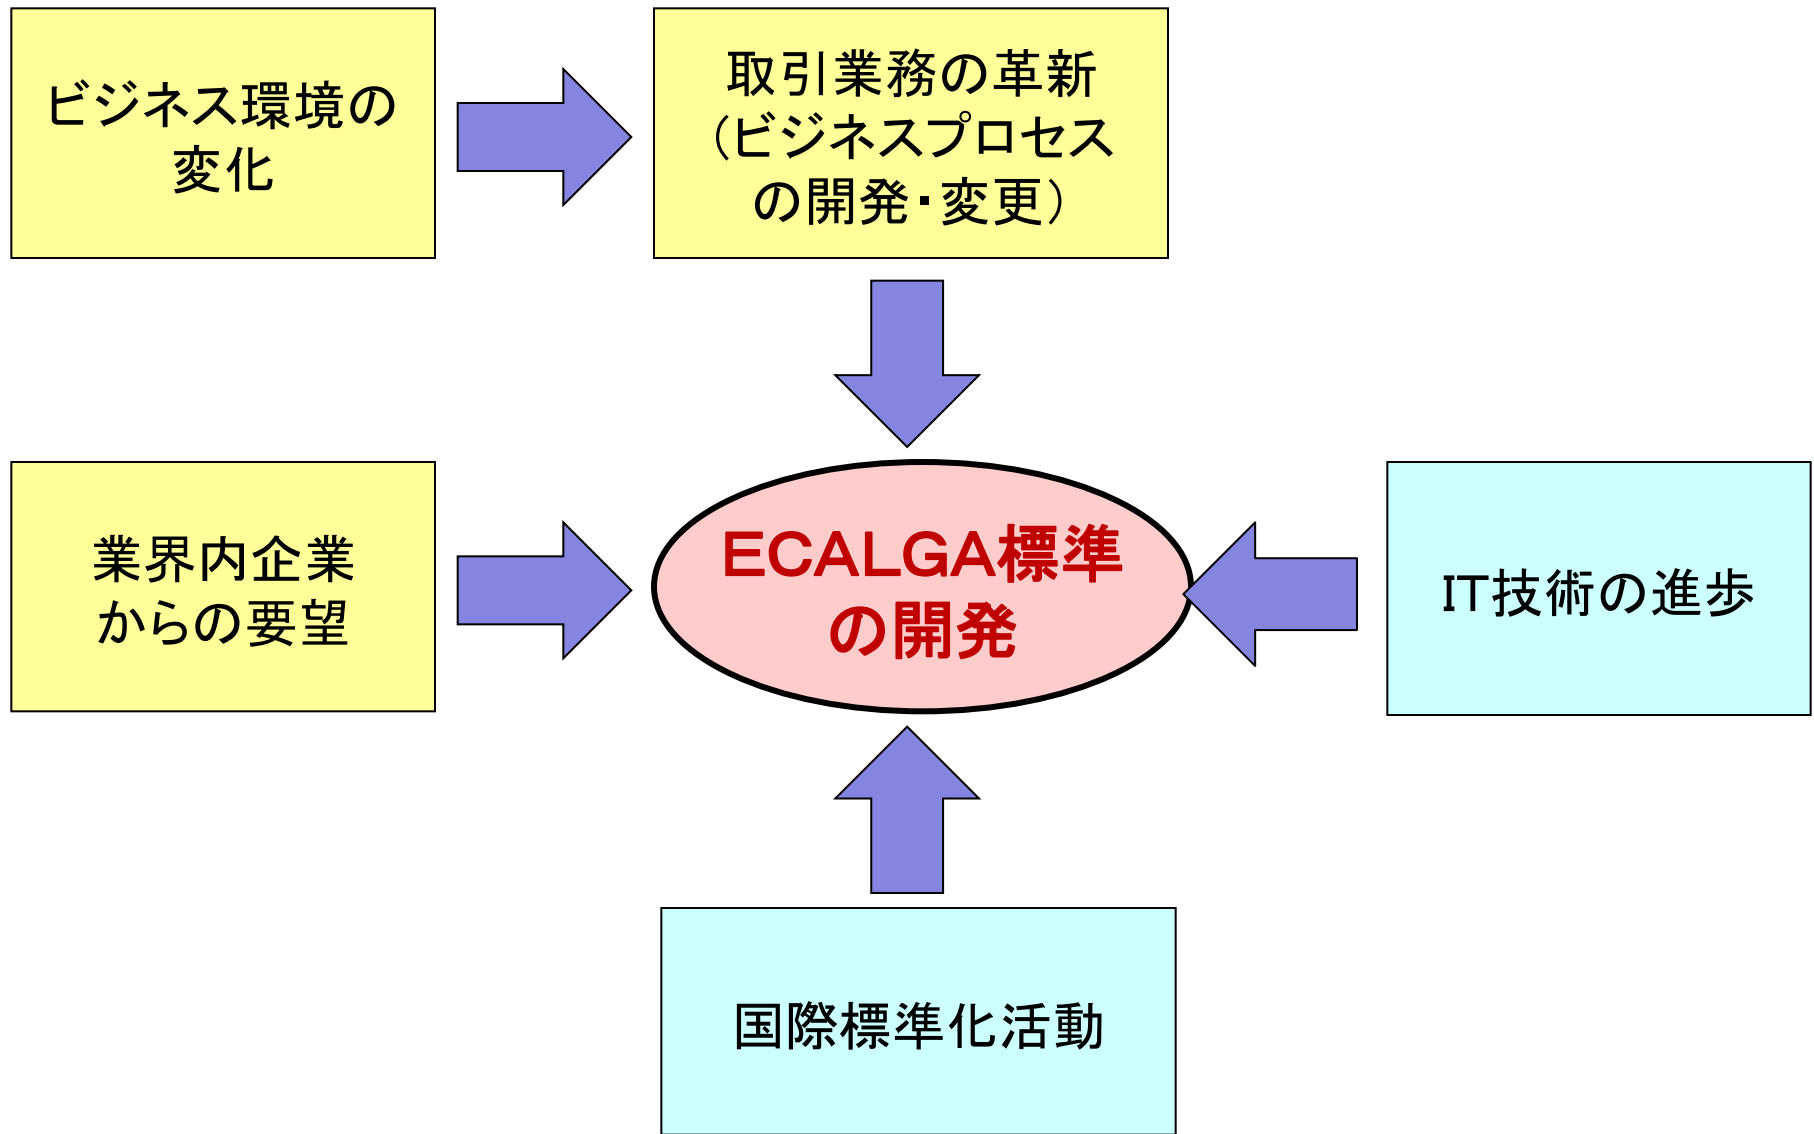 ビジネス環境の
変化
取引業務の革新
（ビジネスプロセス
の開発・変更）
業界内企業
からの要望
ＥＣＡＬＧＡ標準
の開発
IT技術の進歩
国際標準化活動